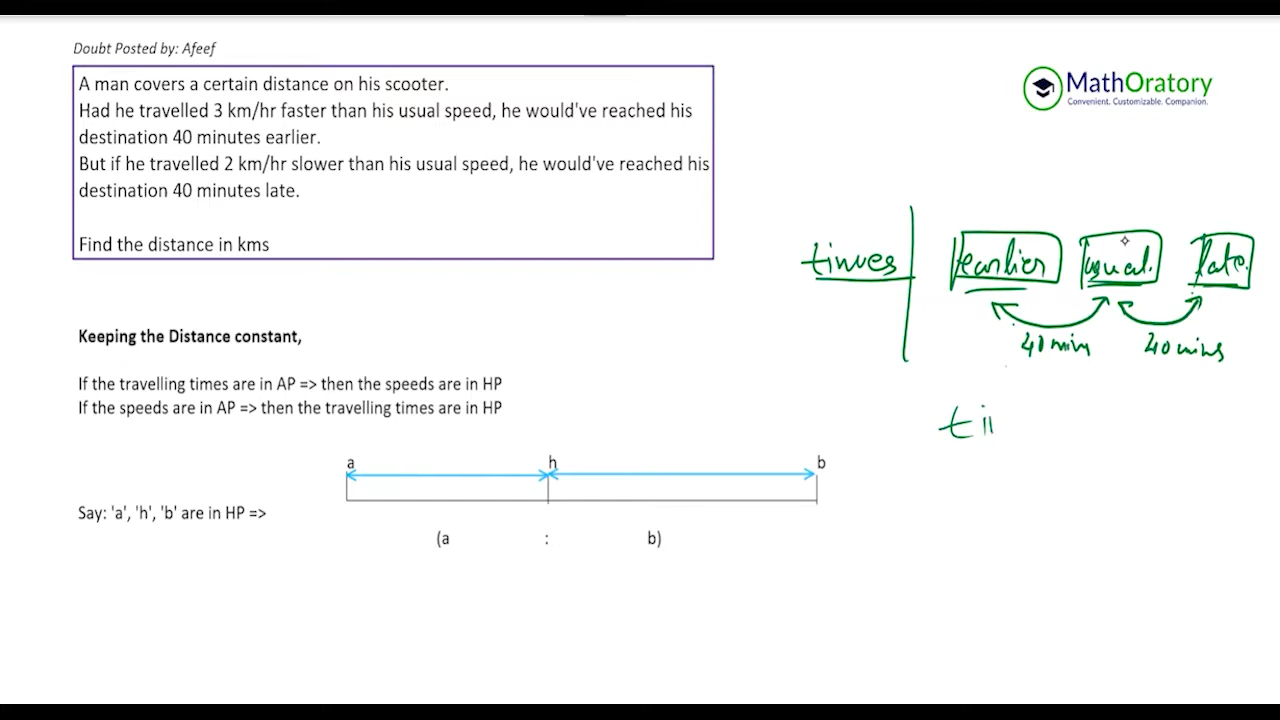 Doubt Posted by: Afeef
A man covers a certain distance on his scooter.
Had he travelled 3 km/hr faster than his usual speed, he would've reached his
destination 40 minutes earlier.
But if he travelled 2 km/hr slower than his usual speed, he would've reached his
destination 40 minutes late.
Find the distance in kms
MathOratory
Convenient. Customizable. Companion.
times earlier usual. late.
40 min 40 mins
Keeping the Distance constant,
If the travelling times are in AP => then the speeds are in HP
If the speeds are in AP => then the travelling times are in HP
ti
a h b
Say: 'a', 'h', 'b' are in HP =>
(a : b)